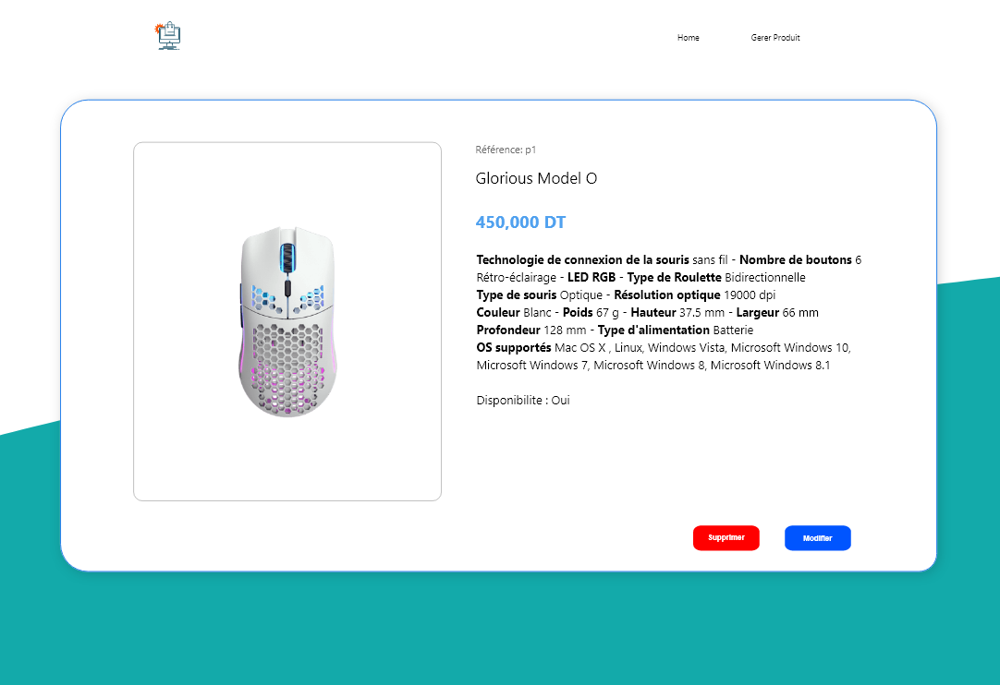 Home
Gerer Produit
Référence: p1
Glorious Model O
450,000 DT
Technologie de connexion de la souris sans fil - Nombre de boutons 6
Rétro-éclairage - LED RGB - Type de Roulette Bidirectionnelle
Type de souris Optique - Résolution optique 19000 dpi
Couleur Blanc - Poids 67 g - Hauteur 37.5 mm - Largeur 66 mm
Profondeur 128 mm - Type d'alimentation Batterie
OS supportés Mac OS X , Linux, Windows Vista, Microsoft Windows 10,
Microsoft Windows 7, Microsoft Windows 8, Microsoft Windows 8.1
Disponibilite : Oui
Supprimer
Modifier